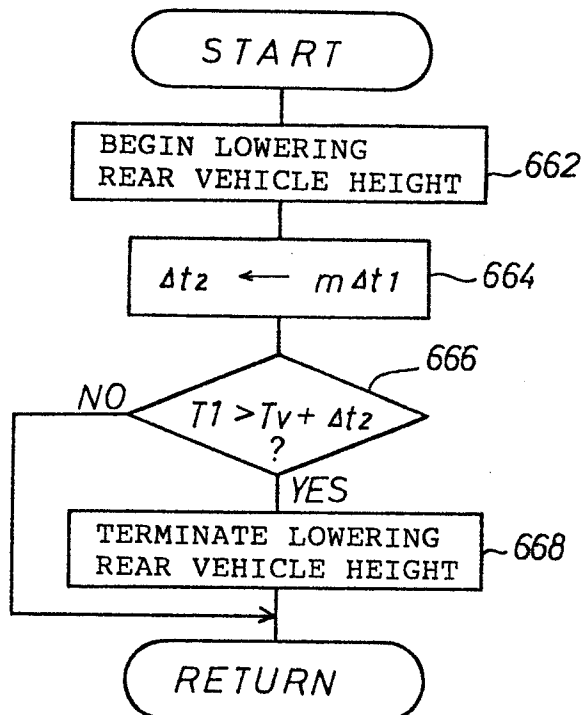 START
BEGIN LOWERING
REAR VEHICLE HEIGHT
662
Δt2 ← mΔt1
664
666
NO
T1 > Tv + Δt2
?
YES
TERMINATE LOWERING
REAR VEHICLE HEIGHT
668
RETURN